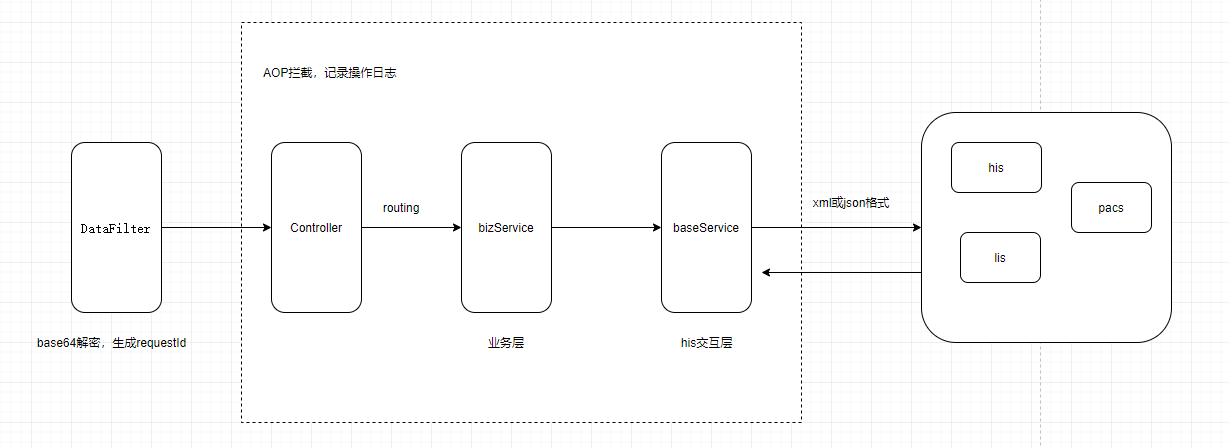 AOP拦截，记录操作日志
DataFilter
Controller
routing
bizService
baseService
xml或json格式
his
pacs
lis
base64解密，生成requestId
业务层
his交互层